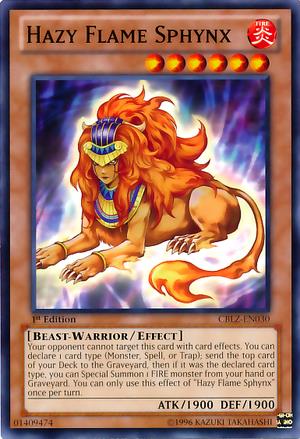 HAZY FLAME SPHYNX
FIRE
炎
1st Edition
CBLZ-EN030
[BEAST-WARRIOR/EFFECT]
Your opponent cannot target this card with card effects. You can
declare 1 card type (Monster, Spell, or Trap); send the top card
of your Deck to the Graveyard, then if it was the declared card
type, you can Special Summon 1 FIRE monster from your hand or
Graveyard. You can only use this effect of "Hazy Flame Sphynx"
once per turn.
ATK/1900 DEF/1900
01409474
©1996 KAZUKI TAKAHASHI